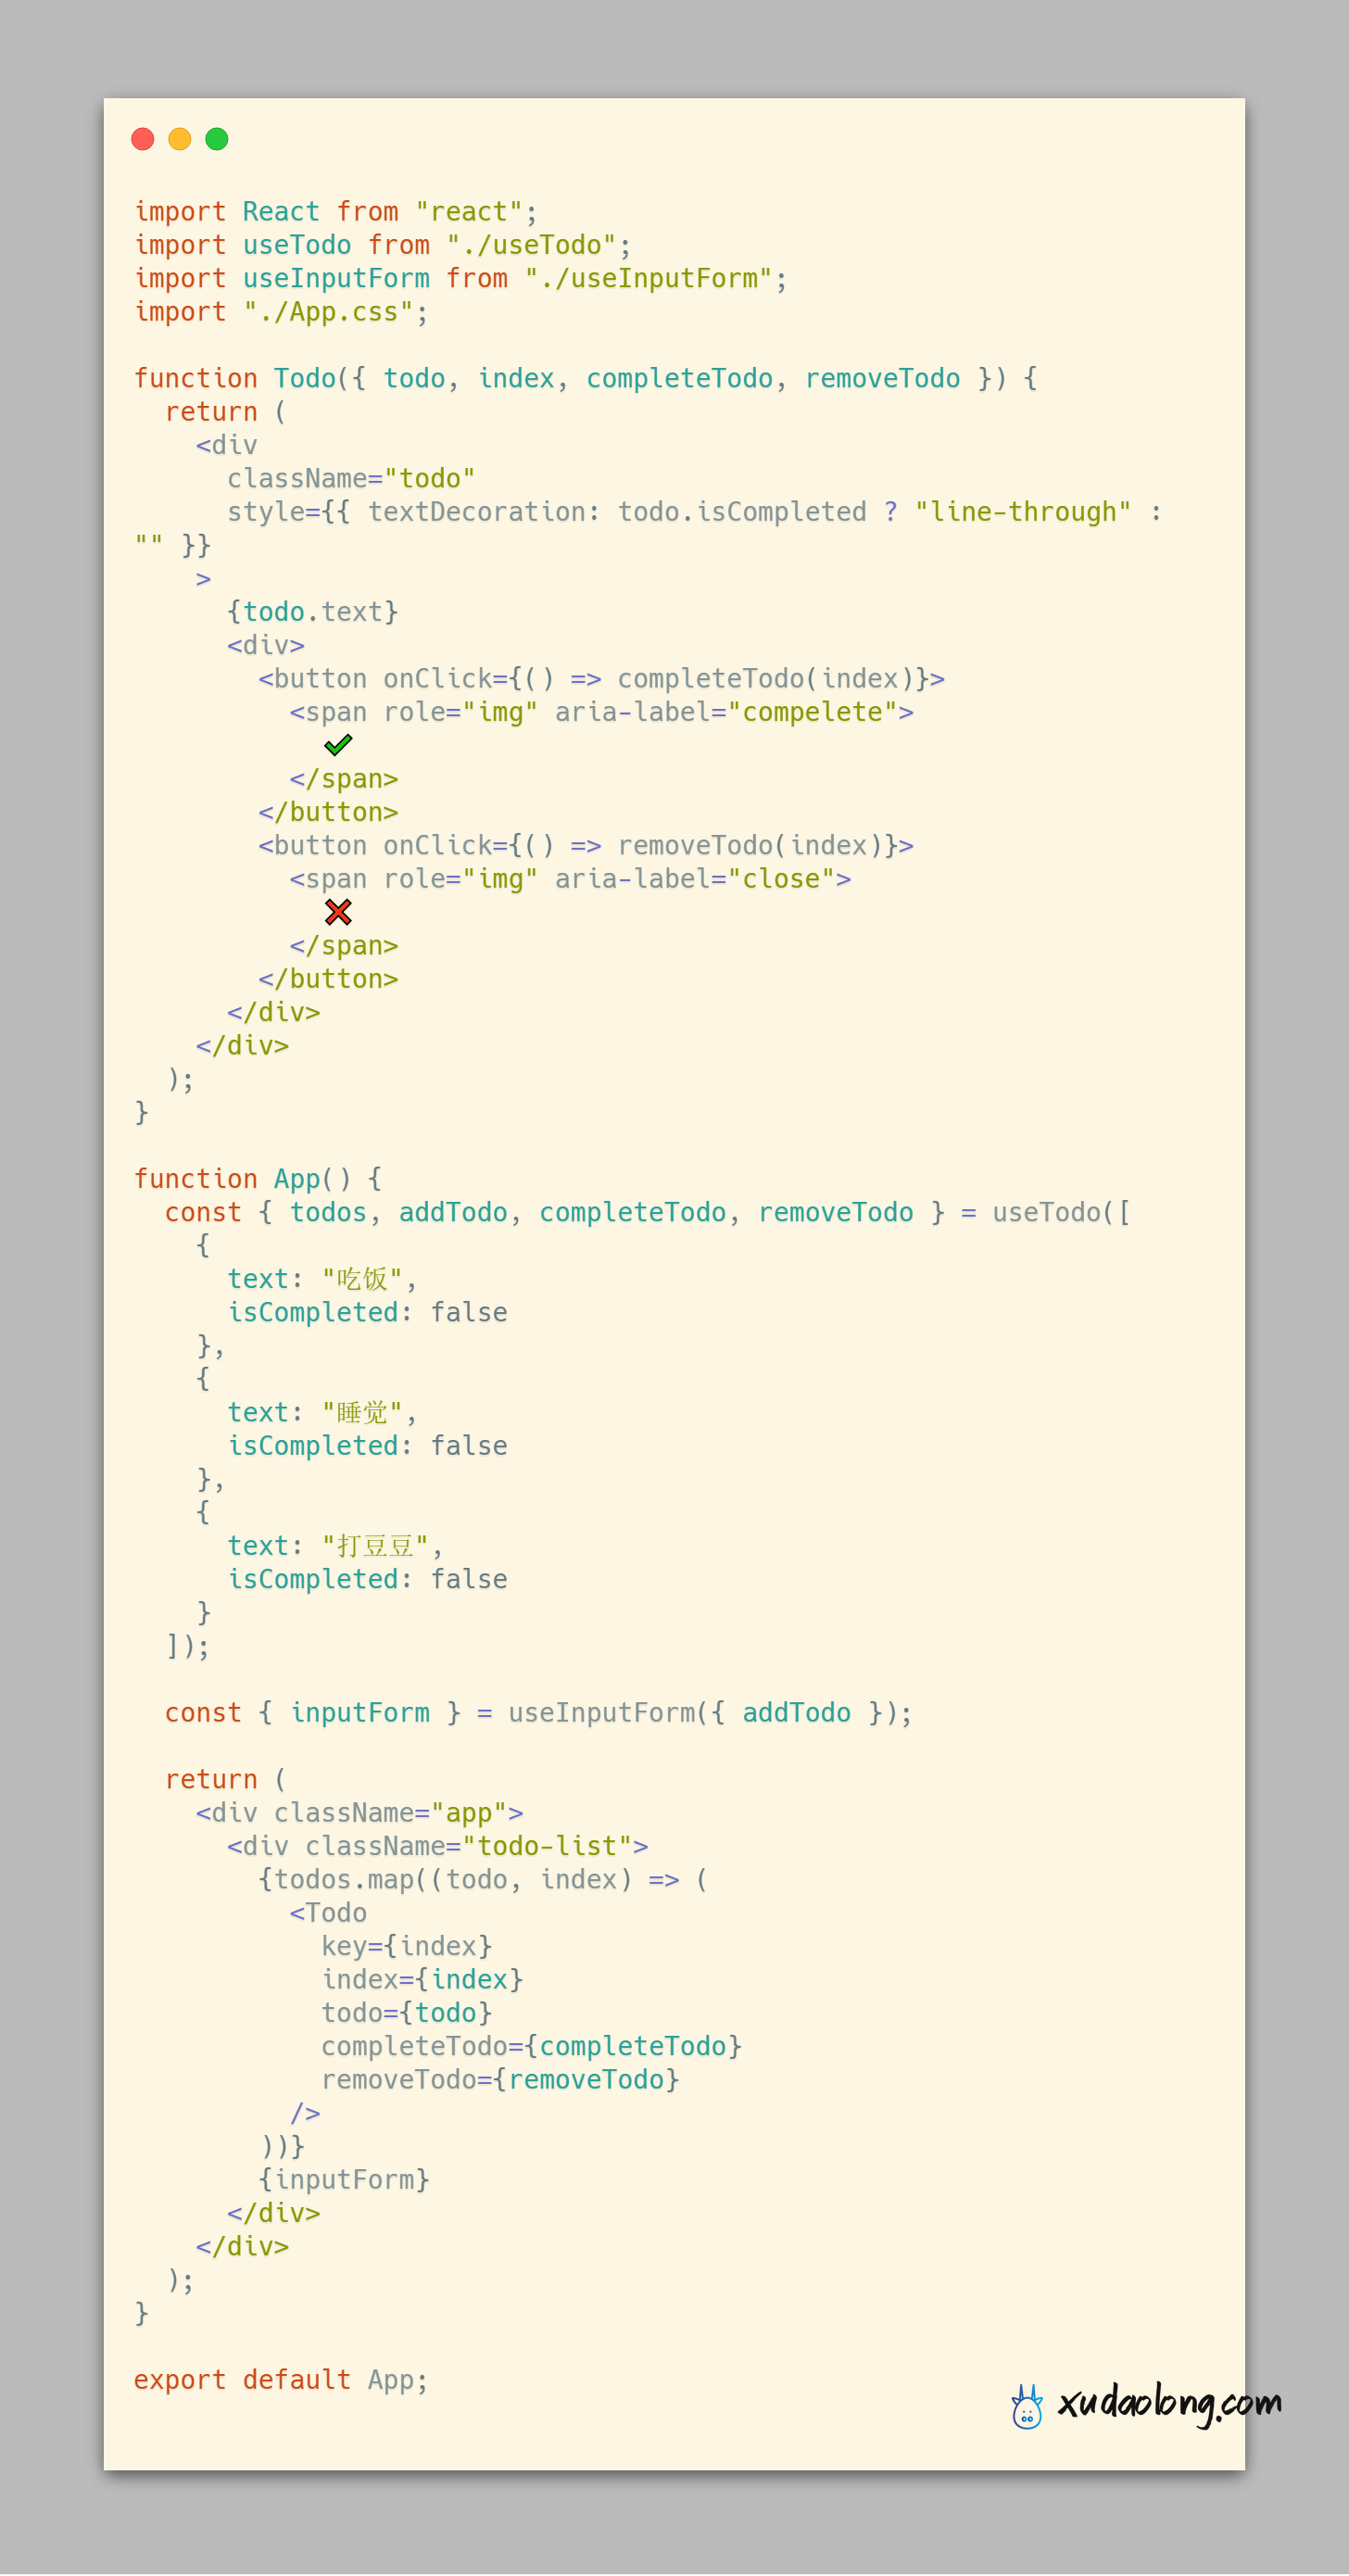 import React from "react";
import useTodo from "./useTodo";
import useInputForm from "./useInputForm";
import "./App.css";

function Todo({ todo, index, completeTodo, removeTodo }) {
  return (
    <div
      className="todo"
      style={{ textDecoration: todo.isCompleted ? "line-through" :
"" }}
    >
      {todo.text}
      <div>
        <button onClick={() => completeTodo(index)}>
          <span role="img" aria-label="compelete">
            ✔
          </span>
        </button>
        <button onClick={() => removeTodo(index)}>
          <span role="img" aria-label="close">
            ✖
          </span>
        </button>
      </div>
    </div>
  );
}

function App() {
  const { todos, addTodo, completeTodo, removeTodo } = useTodo([
    {
      text: "吃饭",
      isCompleted: false
    },
    {
      text: "睡觉",
      isCompleted: false
    },
    {
      text: "打豆豆",
      isCompleted: false
    }
  ]);

  const { inputForm } = useInputForm({ addTodo });

  return (
    <div className="app">
      <div className="todo-list">
        {todos.map((todo, index) => (
          <Todo
            key={index}
            index={index}
            todo={todo}
            completeTodo={completeTodo}
            removeTodo={removeTodo}
          />
        ))}
        {inputForm}
      </div>
    </div>
  );
}

export default App;
xudaolong.com